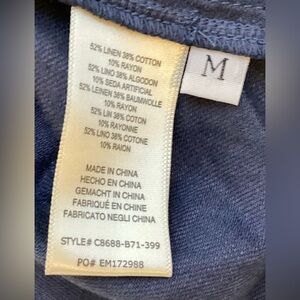 52% LINEN 38% COTTON
10% RAYON
52% LINO 38% ALGODON
10% SEDA ARTIFICIAL
52% LEINEN 38% BAUMWOLLE
10% RAYON
52% LIN 38% COTON
10% RAYONNE
52% LINO 38% COTONE
10% RAION
MADE IN CHINA
HECHO EN CHINA
GEMACHT IN CHINA
FABRIQUÉ EN CHINE
FABRICATO NEGLI CHINA
STYLE# C8688-B71-399
PO# EM172988
M